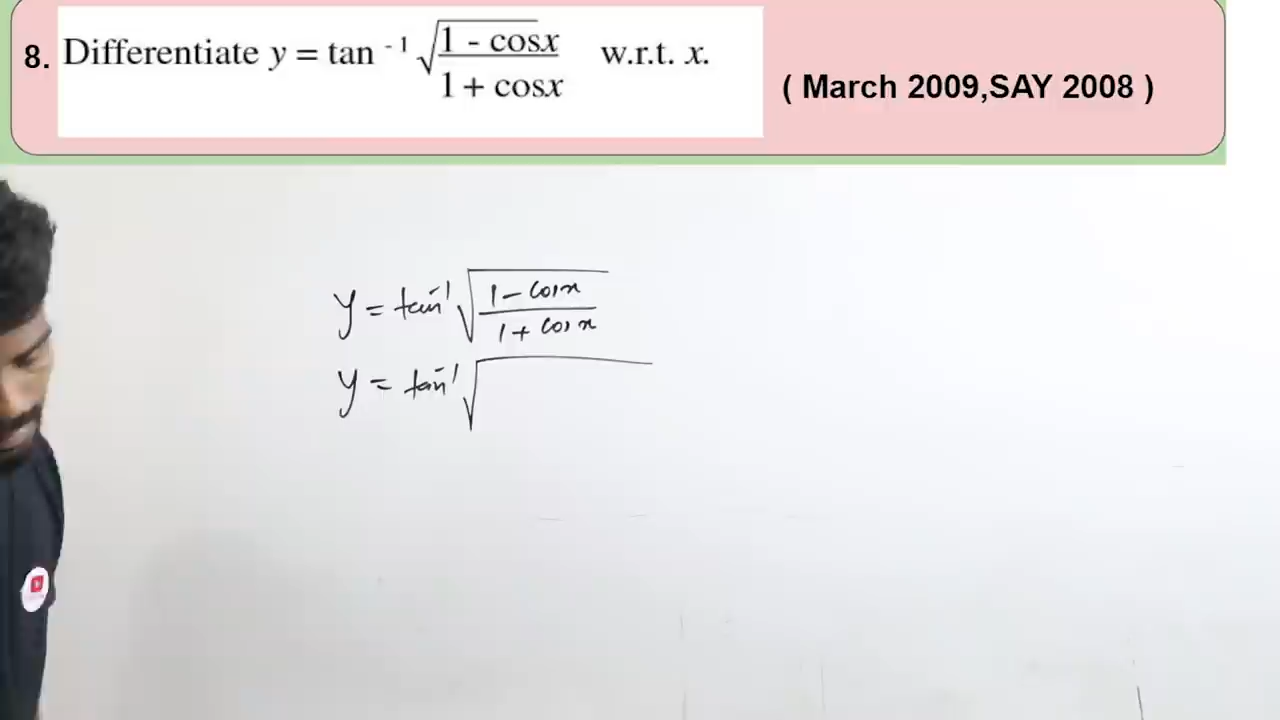 8. Differentiate y = tan⁻¹ √(1 - cosx / 1 + cosx) w.r.t. x.
( March 2009,SAY 2008 )
y = tan⁻¹ √(1 - cosx / 1 + cosx)
y = tan⁻¹ √